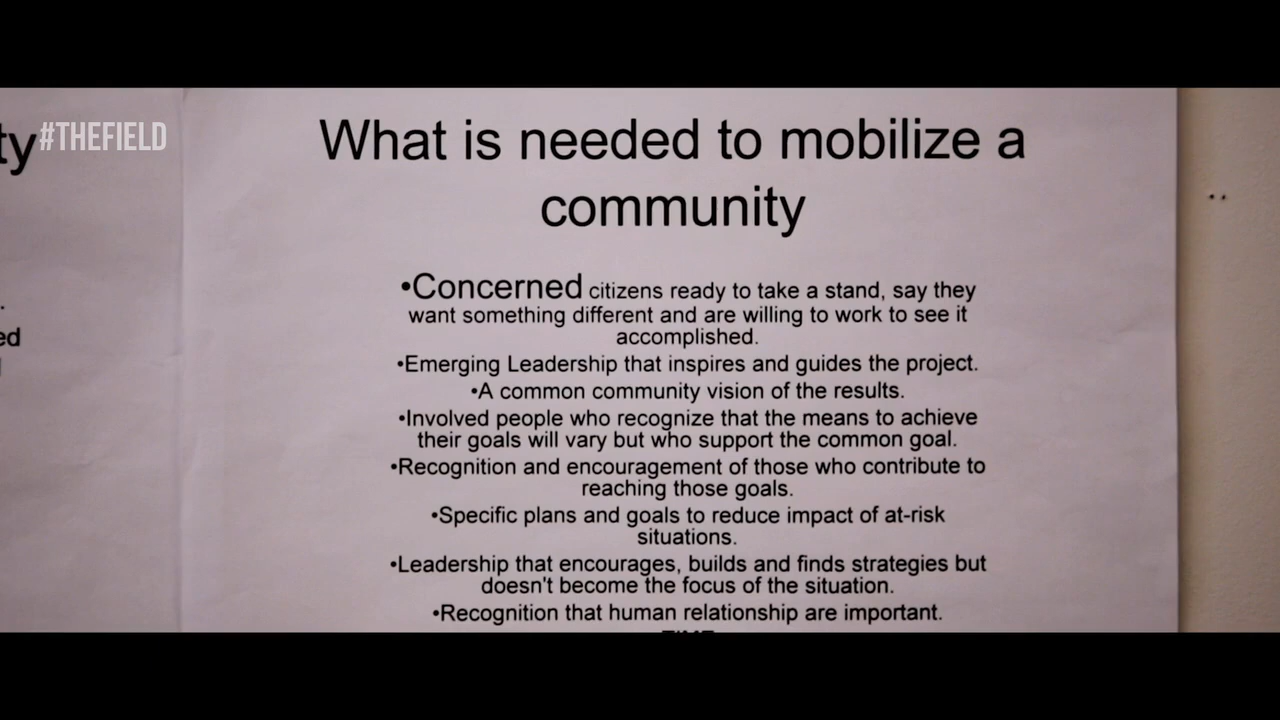 #THEFIELD
What is needed to mobilize a
community
•Concerned citizens ready to take a stand, say they
want something different and are willing to work to see it
accomplished.
•Emerging Leadership that inspires and guides the project.
•A common community vision of the results.
•Involved people who recognize that the means to achieve
their goals will vary but who support the common goal.
•Recognition and encouragement of those who contribute to
reaching those goals.
•Specific plans and goals to reduce impact of at-risk
situations.
•Leadership that encourages, builds and finds strategies but
doesn't become the focus of the situation.
•Recognition that human relationship are important.